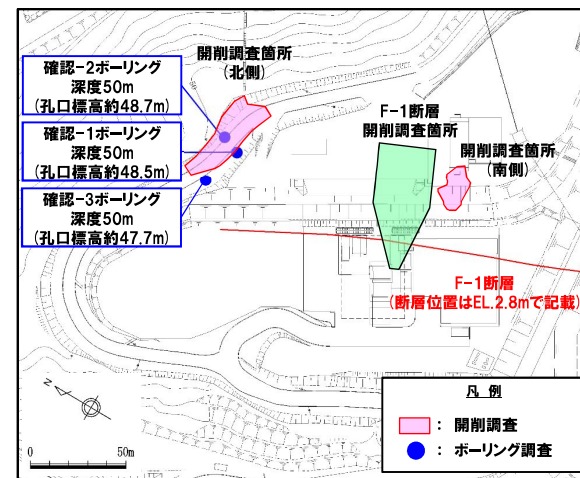 確認-2ボーリング
深度50m
(孔口標高約48.7m)
確認-1ボーリング
深度50m
(孔口標高約48.5m)
確認-3ボーリング
深度50m
(孔口標高約47.7m)
開削調査箇所
(北側)
F-1断層
開削調査箇所
開削調査箇所
(南側)
F-1断層
(断層位置はEL.2.8mで記載)
N
0 50m
凡 例
: 開削調査
: ボーリング調査